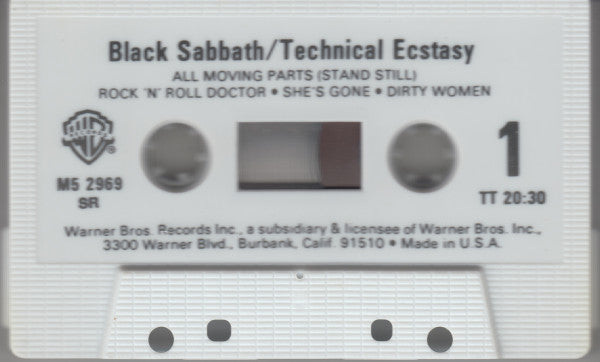 Black Sabbath/Technical Ecstasy
ALL MOVING PARTS (STAND STILL)
ROCK 'N' ROLL DOCTOR • SHE'S GONE • DIRTY WOMEN
WB
RECORDS
®
1
M5 2969
SR
TT 20:30
Warner Bros. Records Inc., a subsidiary & licensee of Warner Bros. Inc.,
3300 Warner Blvd., Burbank, Calif. 91510 • Made in U.S.A.